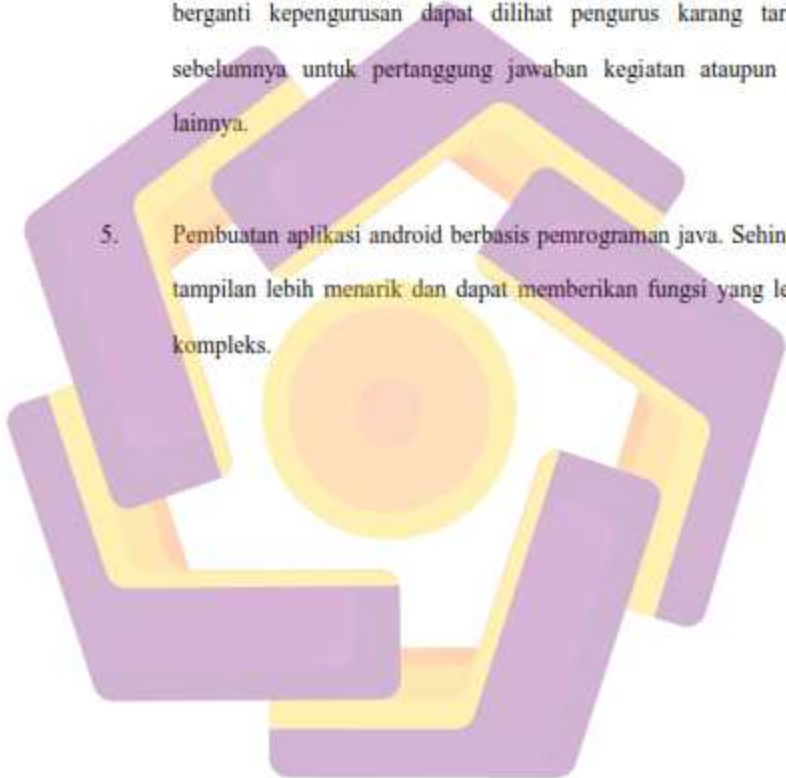 berganti kepengurusan dapat dilihat pengurus karang
sebelumnya untuk pertanggung jawaban kegiatan ataupun
lainnya.
5. Pembuatan aplikasi android berbasis pemrograman java.
tampilan lebih menarik dan dapat memberikan fungsi yang
kompleks.